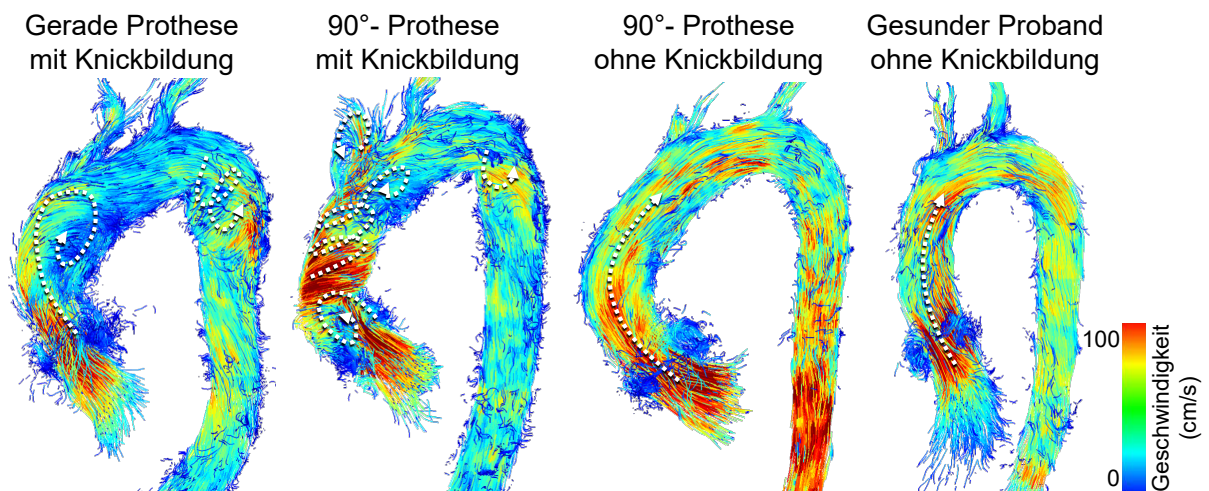 Gerade Prothese
mit Knickbildung
90°- Prothese
mit Knickbildung
90°- Prothese
ohne Knickbildung
Gesunder Proband
ohne Knickbildung
100
0
Geschwindigkeit
(cm/s)